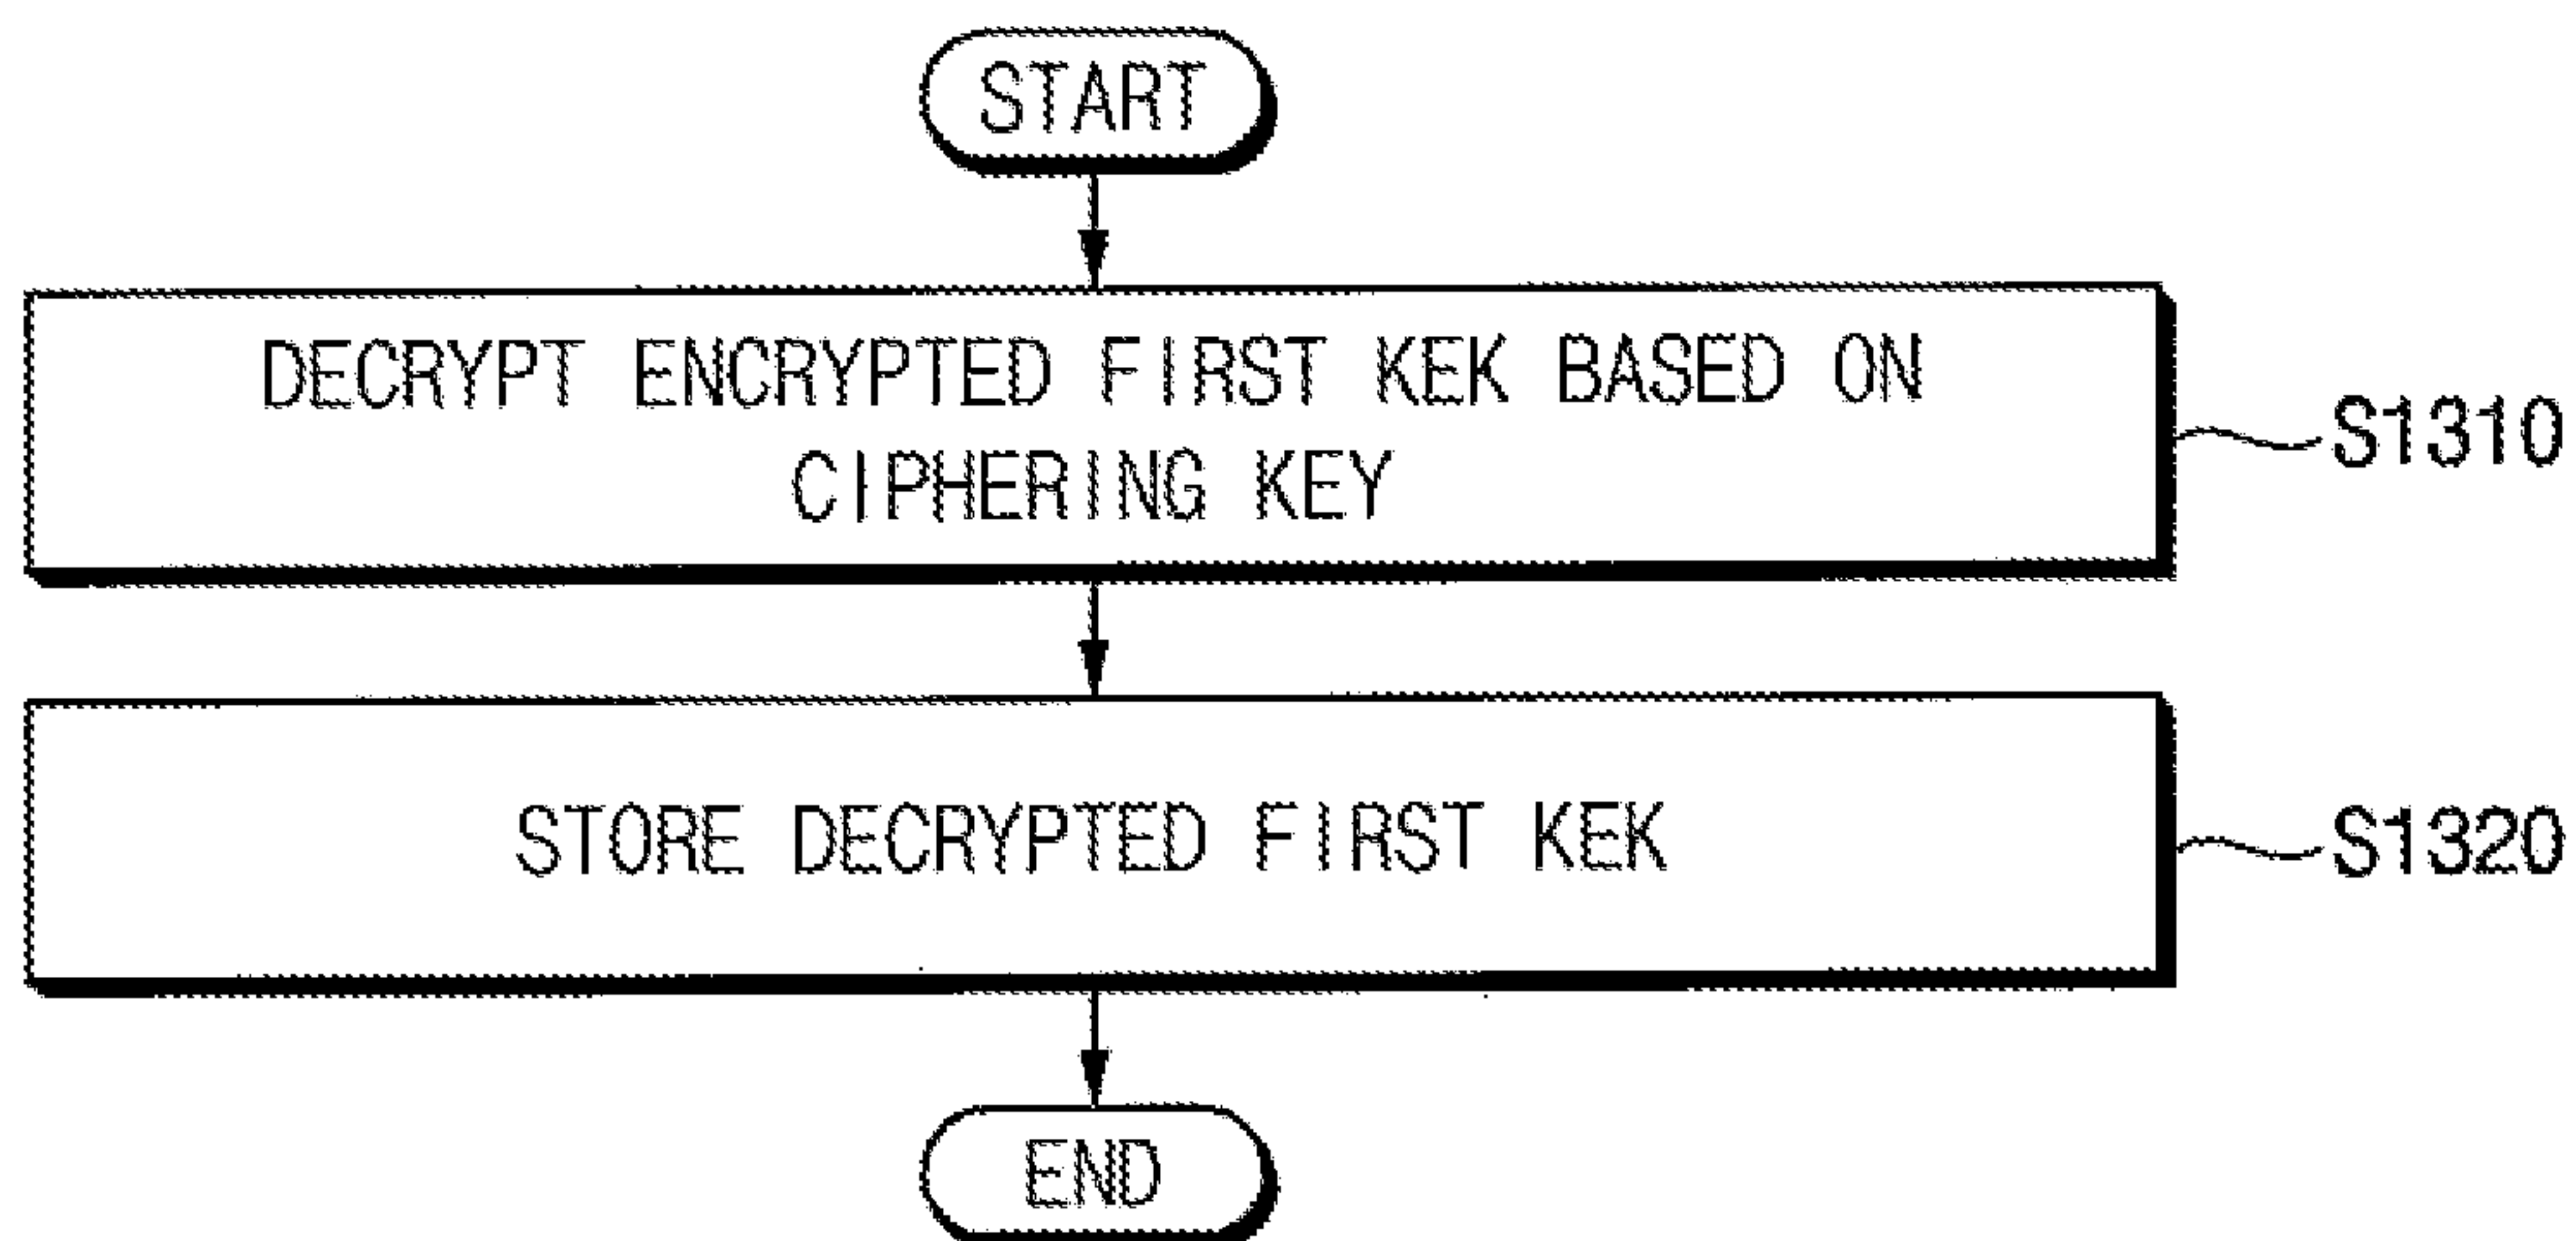 START
DECRYPT ENCRYPTED FIRST KEK BASED ON
CIPHERING KEY
S1310
STORE DECRYPTED FIRST KEK
S1320
END